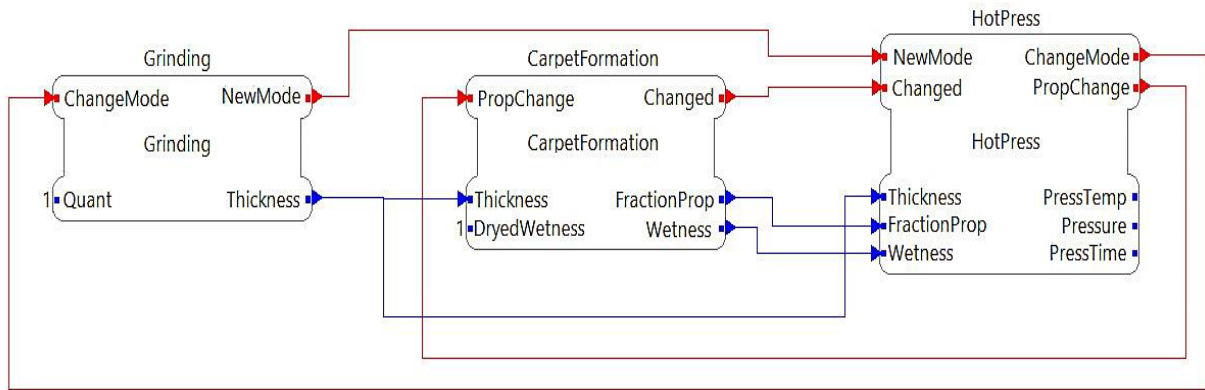 Grinding
ChangeMode NewMode
Grinding
1 Quant Thickness
CarpetFormation
PropChange Changed
CarpetFormation
Thickness FractionProp
1 DryedWetness Wetness
HotPress
NewMode ChangeMode
Changed PropChange
HotPress
Thickness PressTemp
FractionProp Pressure
Wetness PressTime